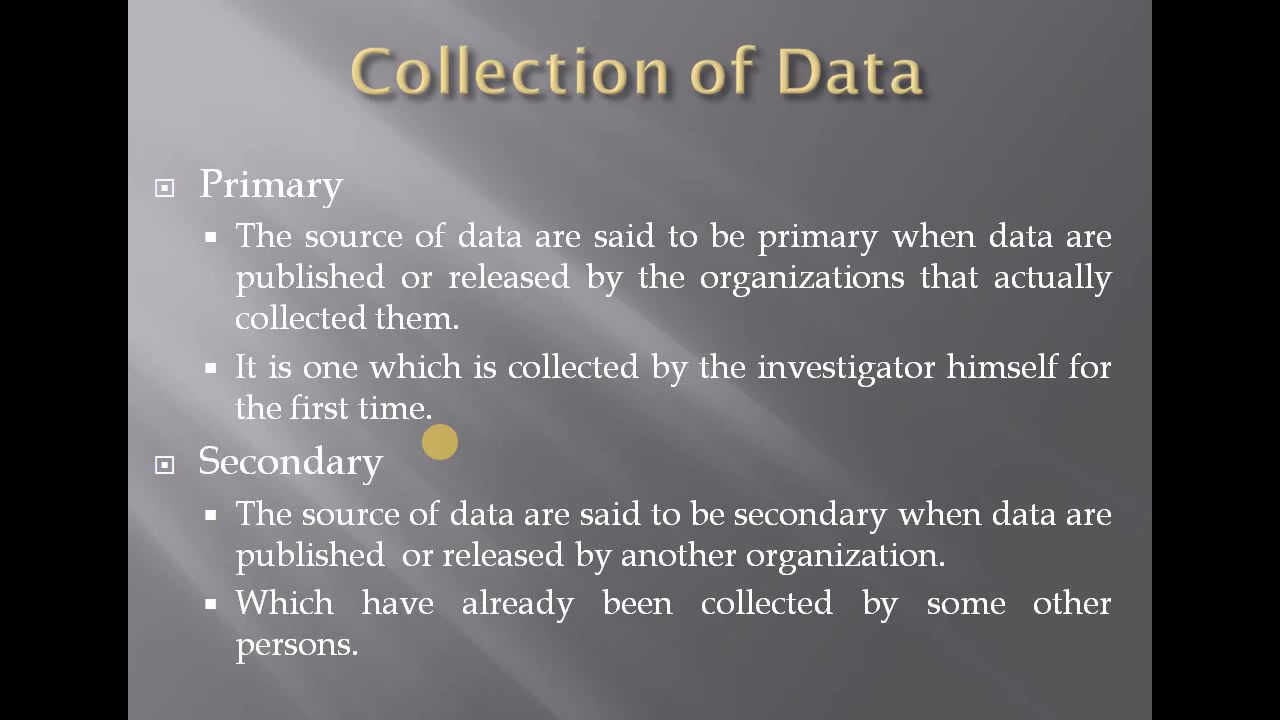 Collection of Data
Primary
The source of data are said to be primary when data are
published or released by the organizations that actually
collected them.
It is one which is collected by the investigator himself for
the first time.
Secondary
The source of data are said to be secondary when data are
published or released by another organization.
Which have already been collected by some other
persons.